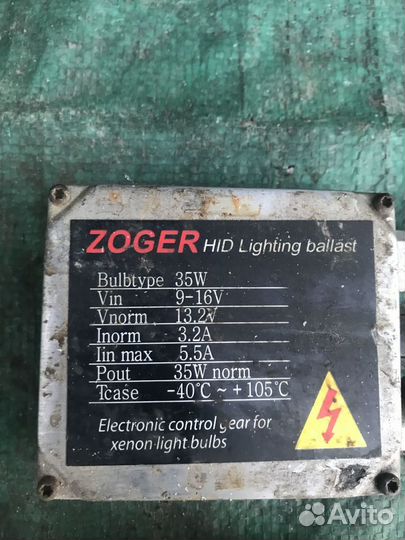 ZOGER HID Lighting ballast
Bulbtype 35W
Vin 9-16V
Vnorm 13.2V
Inorm 3.2A
Iin max 5.5A
Pout 35W norm
Tcase -40℃ ~ +105℃
Electronic control gear for
xenon light bulbs
Avito